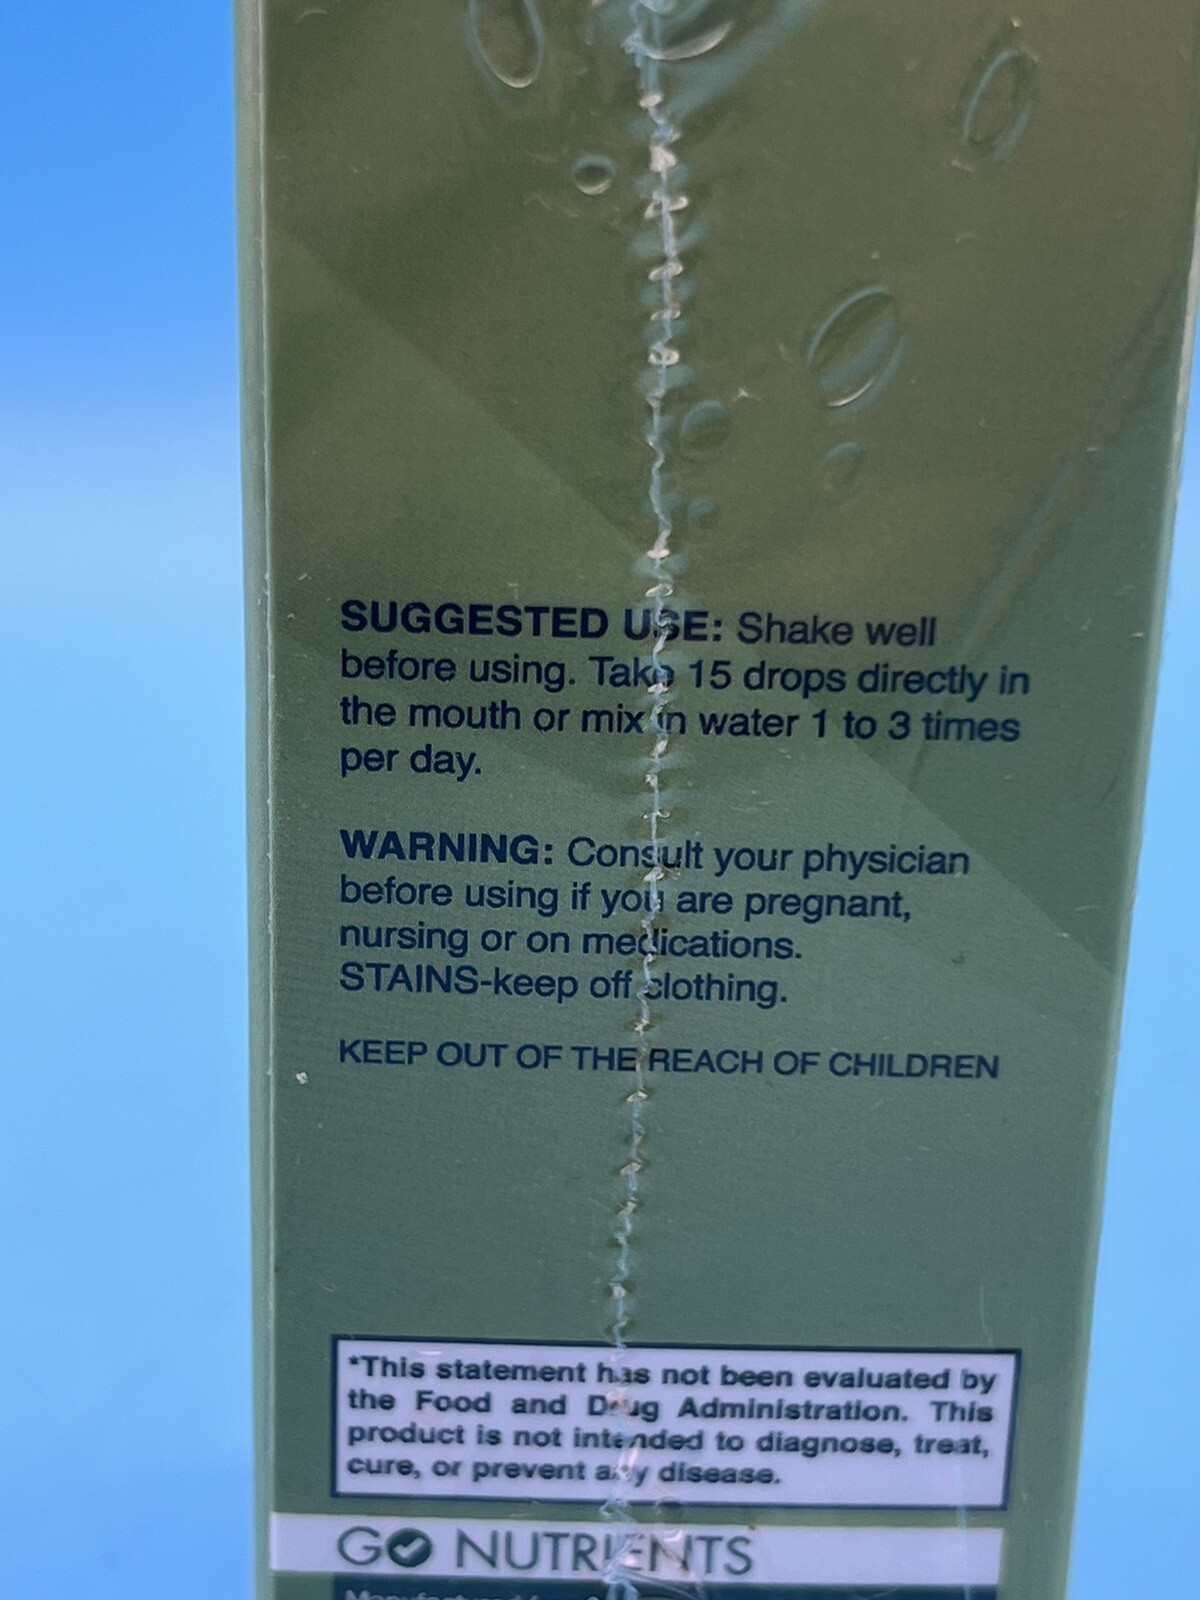 SUGGESTED USE: Shake well
before using. Take 15 drops directly in
the mouth or mix in water 1 to 3 times
per day.
WARNING: Consult your physician
before using if you are pregnant,
nursing or on medications.
STAINS-keep off clothing.
KEEP OUT OF THE REACH OF CHILDREN
*This statement has not been evaluated by
the Food and Drug Administration. This
product is not intended to diagnose, treat,
cure, or prevent any disease.
GO NUTRIENTS